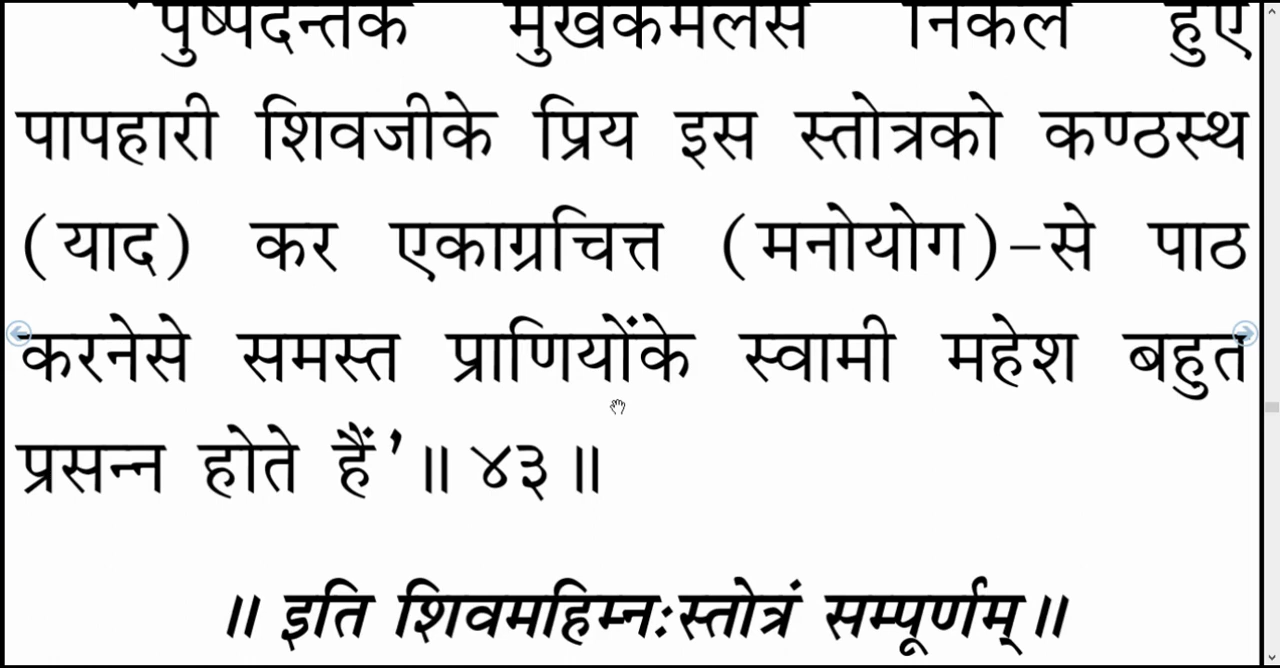 'पुष्पदन्तके मुखकमलसे निकले हुए
पापहारी शिवजीके प्रिय इस स्तोत्रको कण्ठस्थ
(याद) कर एकाग्रचित्त (मनोयोग)-से पाठ
करनेसे समस्त प्राणियोंके स्वामी महेश बहुत
प्रसन्न होते हैं'॥ ४३ ॥
॥ इति शिवमहिम्नःस्तोत्रं सम्पूर्णम्॥